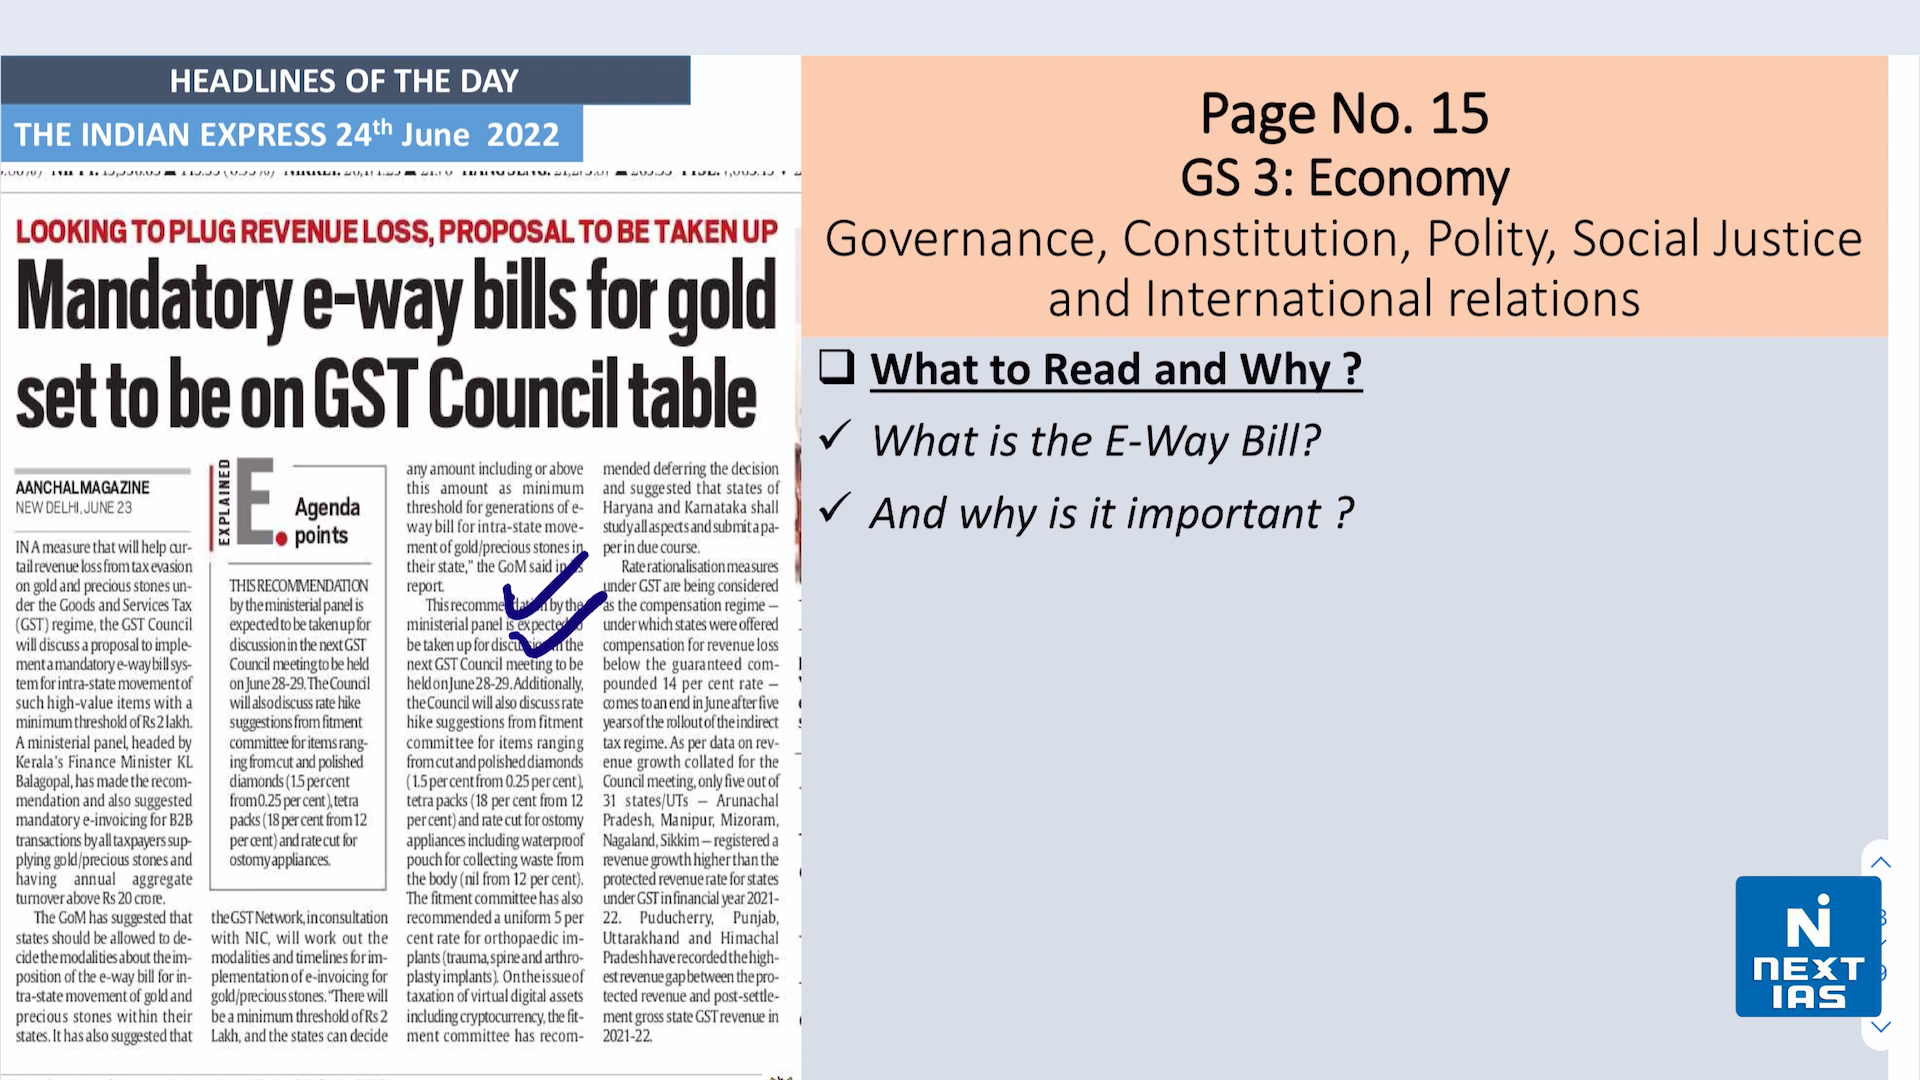 HEADLINES OF THE DAY
THE INDIAN EXPRESS 24th June 2022
LOOKING TO PLUG REVENUE LOSS, PROPOSAL TO BE TAKEN UP
Mandatory e-way bills for gold
set to be on GST Council table
AANCHAL MAGAZINE
NEW DELHI, JUNE 23
IN A measure that will help cur-
tail revenue loss from tax evasion
on gold and precious stones un-
der the Goods and Services Tax
(GST) regime, the GST Council
will discuss a proposal to imple-
ment a mandatory e-way bill sys-
tem for intra-state movement of
such high-value items with a
minimum threshold of Rs 2 lakh.
A ministerial panel, headed by
Kerala's Finance Minister KL
Balagopal, has made the recom-
mendation and also suggested
mandatory e-invoicing for B2B
transactions by all taxpayers sup-
plying gold/precious stones and
having annual aggregate
turnover above Rs 20 crore.
The GoM has suggested that
states should be allowed to de-
cide the modalities about the im-
position of the e-way bill for in-
tra-state movement of gold and
precious stones within their
states. It has also suggested that
EXPLAINED
E.
Agenda
points
THIS RECOMMENDATION
by the ministerial panel is
expected to be taken up for
discussion in the next GST
Council meeting to be held
on June 28-29. The Council
will also discuss rate hike
suggestions from fitment
committee for items rang-
ing from cut and polished
diamonds (1.5 per cent
from 0.25 per cent), tetra
packs (18 per cent from 12
per cent) and rate cut for
ostomy appliances.
the GST Network, in consultation
with NIC, will work out the
modalities and timelines for im-
plementation of e-invoicing for
gold/precious stones. "There will
be a minimum threshold of Rs 2
Lakh, and the states can decide
any amount including or above
this amount as minimum
threshold for generations of e-
way bill for intra-state move-
ment of gold/precious stones in
their state," the GoM said in its
report.
This recommendation by the
ministerial panel is expected to
be taken up for discussion in the
next GST Council meeting to be
held on June 28-29. Additionally,
the Council will also discuss rate
hike suggestions from fitment
committee for items ranging
from cut and polished diamonds
(1.5 per cent from 0.25 per cent),
tetra packs (18 per cent from 12
per cent) and rate cut for ostomy
appliances including waterproof
pouch for collecting waste from
the body (nil from 12 per cent).
The fitment committee has also
recommended a uniform 5 per
cent rate for orthopaedic im-
plants (trauma, spine and arthro-
plasty implants). On the issue of
taxation of virtual digital assets
including cryptocurrency, the fit-
ment committee has recom-
mended deferring the decision
and suggested that states of
Haryana and Karnataka shall
study all aspects and submit a pa-
per in due course.
Rate rationalisation measures
under GST are being considered
as the compensation regime —
under which states were offered
compensation for revenue loss
below the guaranteed com-
pounded 14 per cent rate —
comes to an end in June after five
years of the rollout of the indirect
tax regime. As per data on rev-
enue growth collated for the
Council meeting, only five out of
31 states/UTs — Arunachal
Pradesh, Manipur, Mizoram,
Nagaland, Sikkim — registered a
revenue growth higher than the
protected revenue rate for states
under GST in financial year 2021-
22. Puducherry, Punjab,
Uttarakhand and Himachal
Pradesh have recorded the high-
est revenue gap between the pro-
tected revenue and post-settle-
ment gross state GST revenue in
2021-22.
Page No. 15
GS 3: Economy
Governance, Constitution, Polity, Social Justice
and International relations
What to Read and Why ?
What is the E-Way Bill?
And why is it important ?
NEXT
IAS